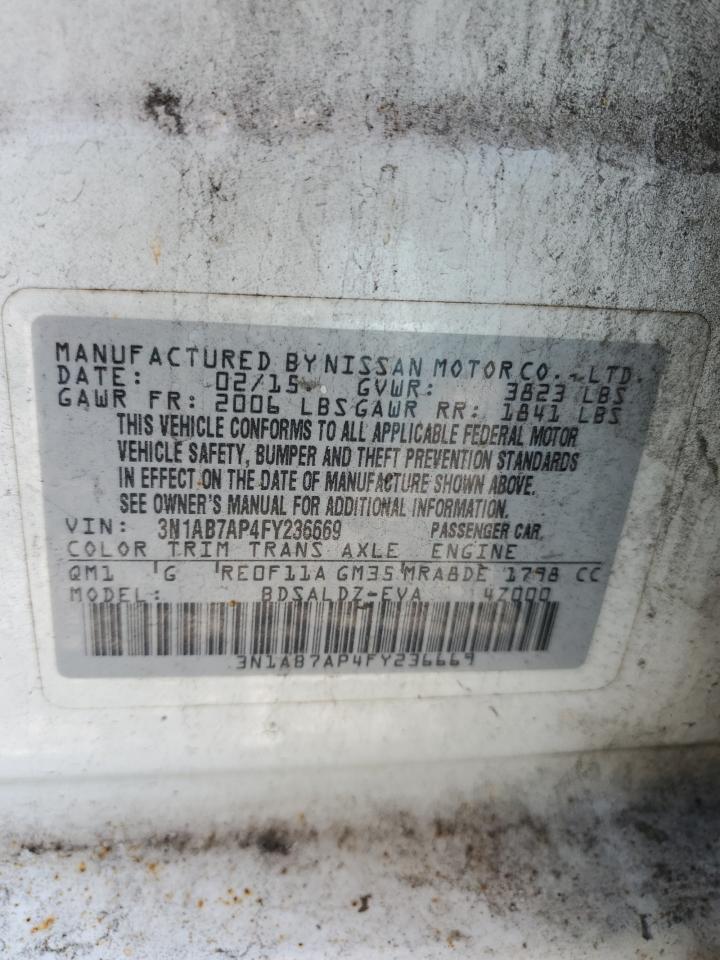 MANUFACTURED BY NISSAN MOTOR CO., LTD.
DATE: 02/15 GVWR: 3823 LBS
GAWR FR: 2006 LBS GAWR RR: 1841 LBS
THIS VEHICLE CONFORMS TO ALL APPLICABLE FEDERAL MOTOR
VEHICLE SAFETY, BUMPER AND THEFT PREVENTION STANDARDS
IN EFFECT ON THE DATE OF MANUFACTURE SHOWN ABOVE.
SEE OWNER'S MANUAL FOR ADDITIONAL INFORMATION.
VIN: 3N1AB7AP4FY236669 PASSENGER CAR
COLOR TRIM TRANS AXLE ENGINE
QM1 G RE0F11A GM35 MRA8DE 1798 CC
MODEL: BDSALDZ-EVA 47000
3N1AB7AP4FY236669